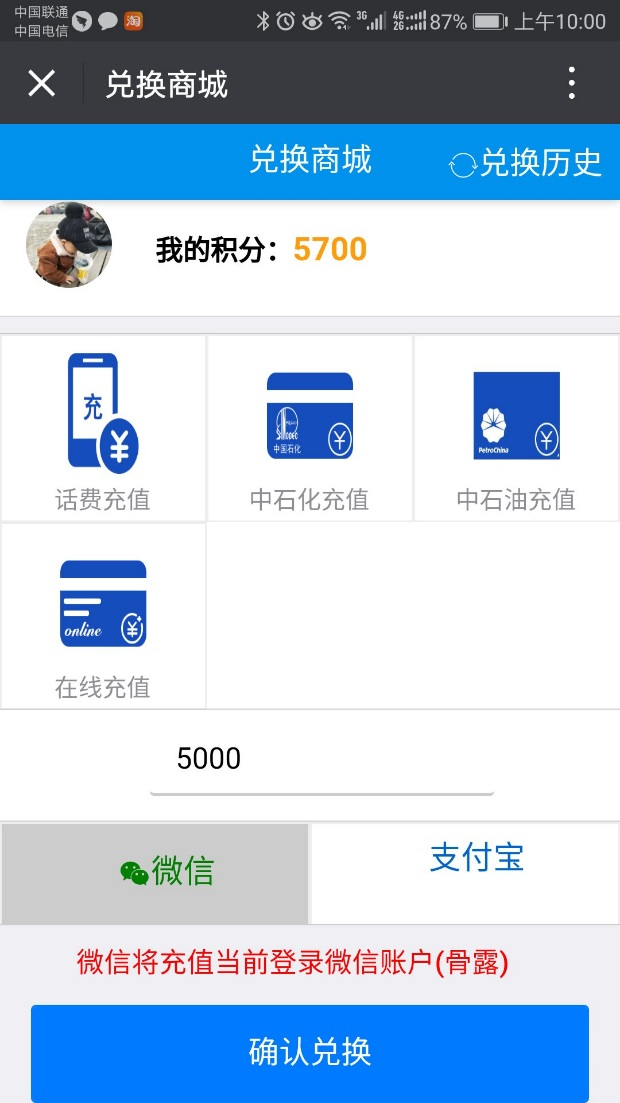 中国联通
中国电信
淘
3G
4G
2G
87%
上午10:00
兑换商城
兑换商城
兑换历史
我的积分：5700
充
¥
中国石化
¥
PetroChina
¥
话费充值
中石化充值
中石油充值
online
¥
在线充值
5000
微信
支付宝
微信将充值当前登录微信账户(骨露)
确认兑换